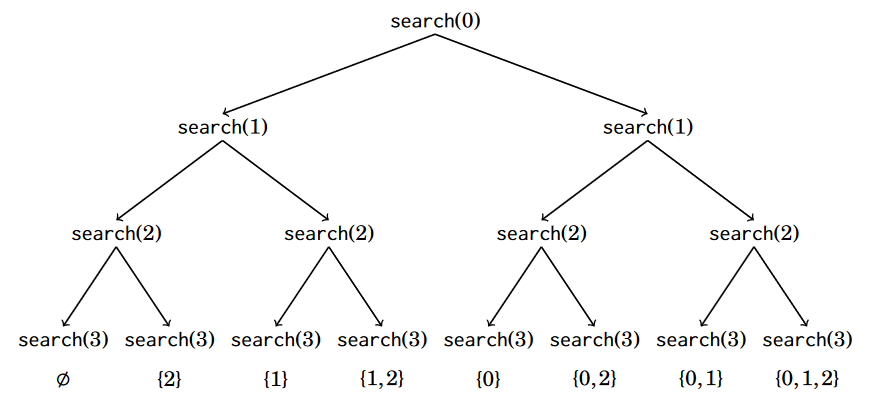 search(0)
search(1) search(1)
search(2) search(2) search(2) search(2)
search(3) search(3) search(3) search(3) search(3) search(3) search(3) search(3)
∅ {2} {1} {1,2} {0} {0,2} {0,1} {0,1,2}